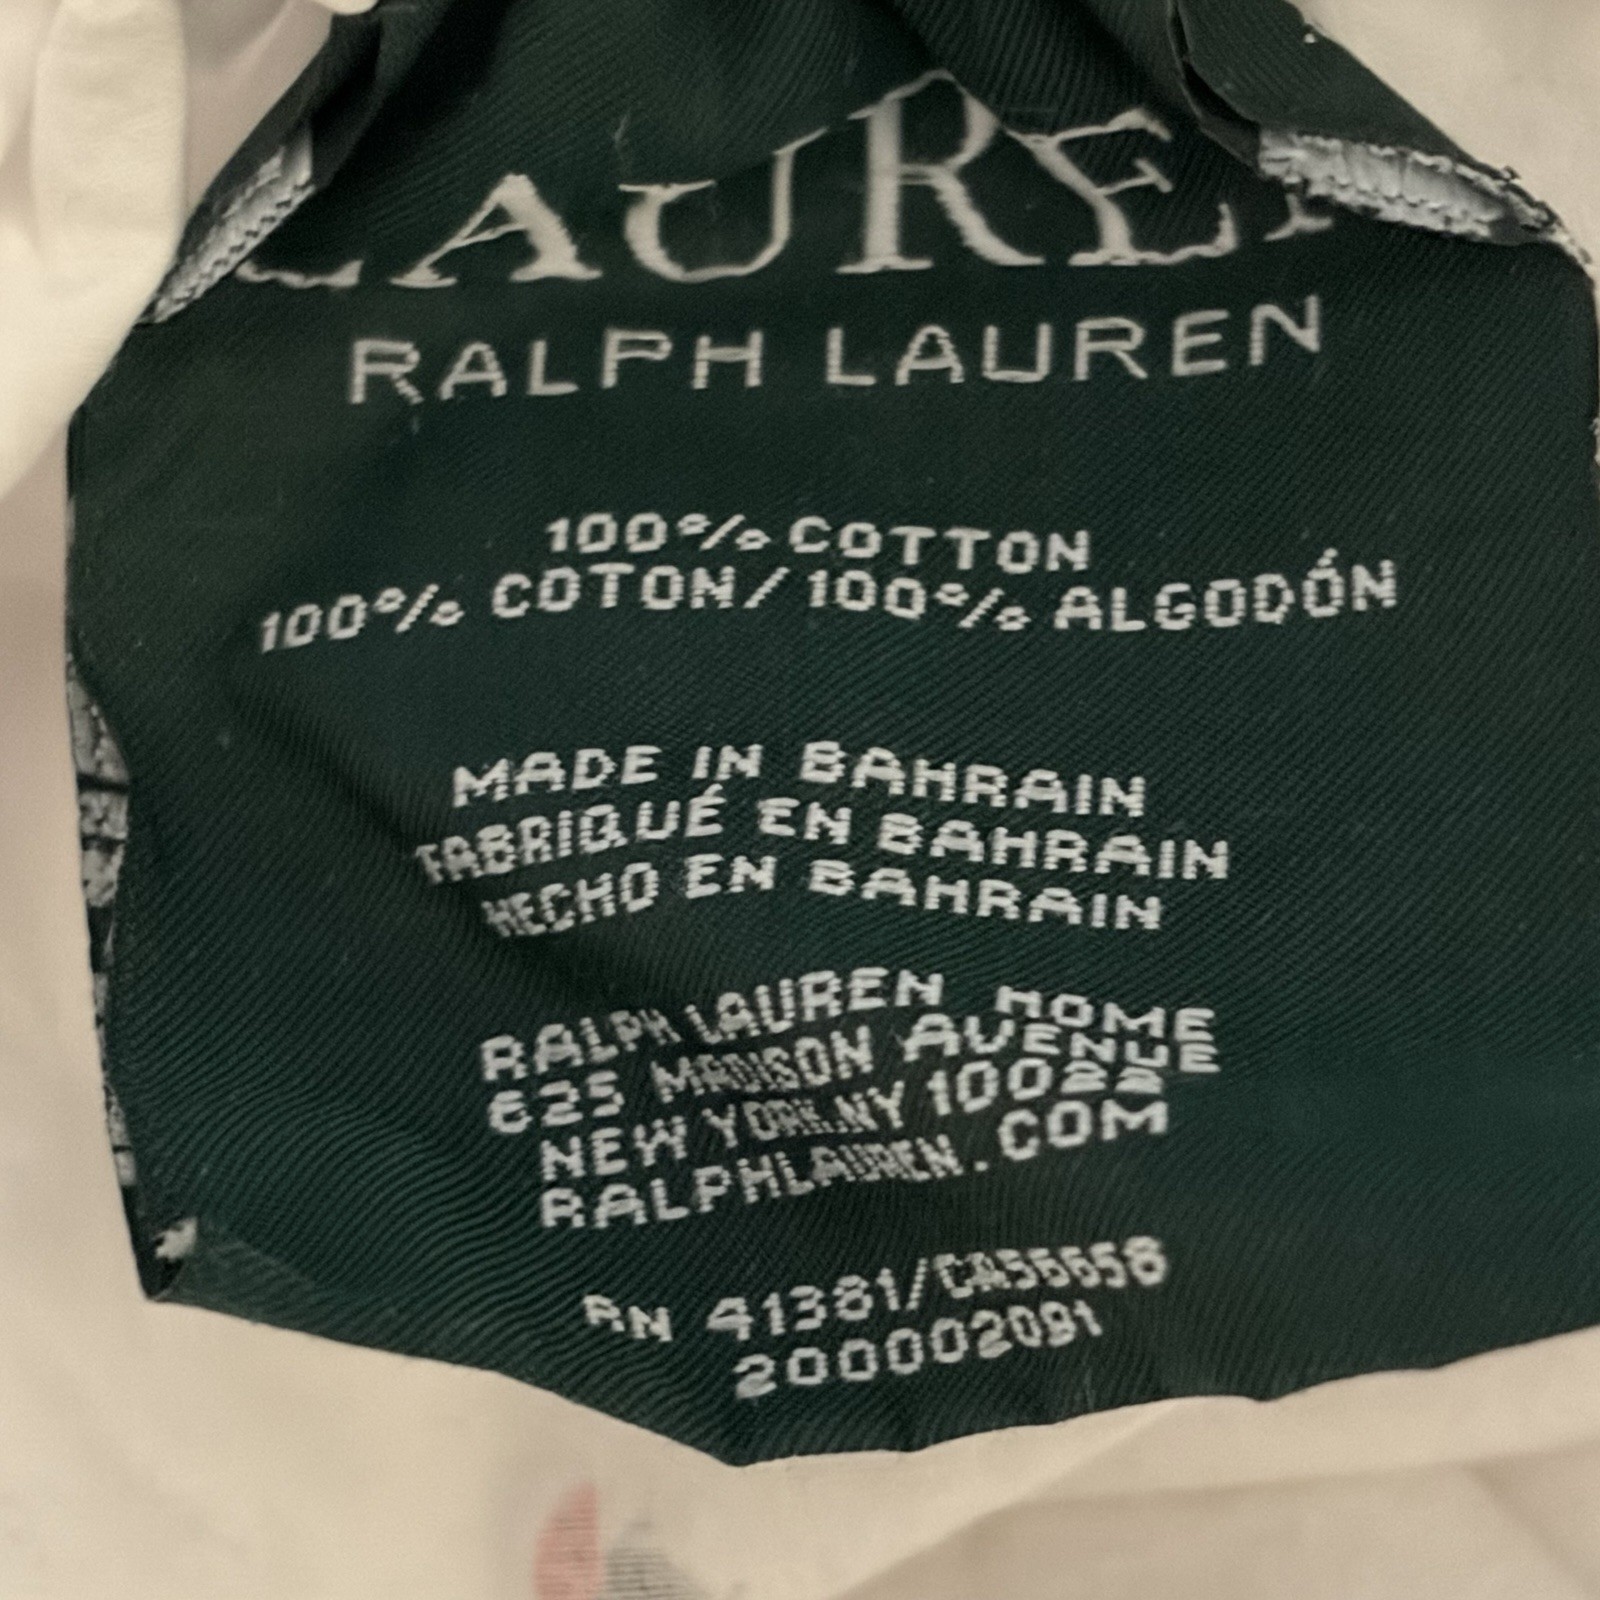 LAUREN
RALPH LAUREN
100% COTTON
100% COTON/100% ALGODÓN
MADE IN BAHRAIN
FABRIQUÉ EN BAHRAIN
HECHO EN BAHRAIN
RALPH LAUREN HOME
625 MADISON AVENUE
NEW YORK,NY 10022
RALPHLAUREN.COM
RN 41381/CA56658
200002091